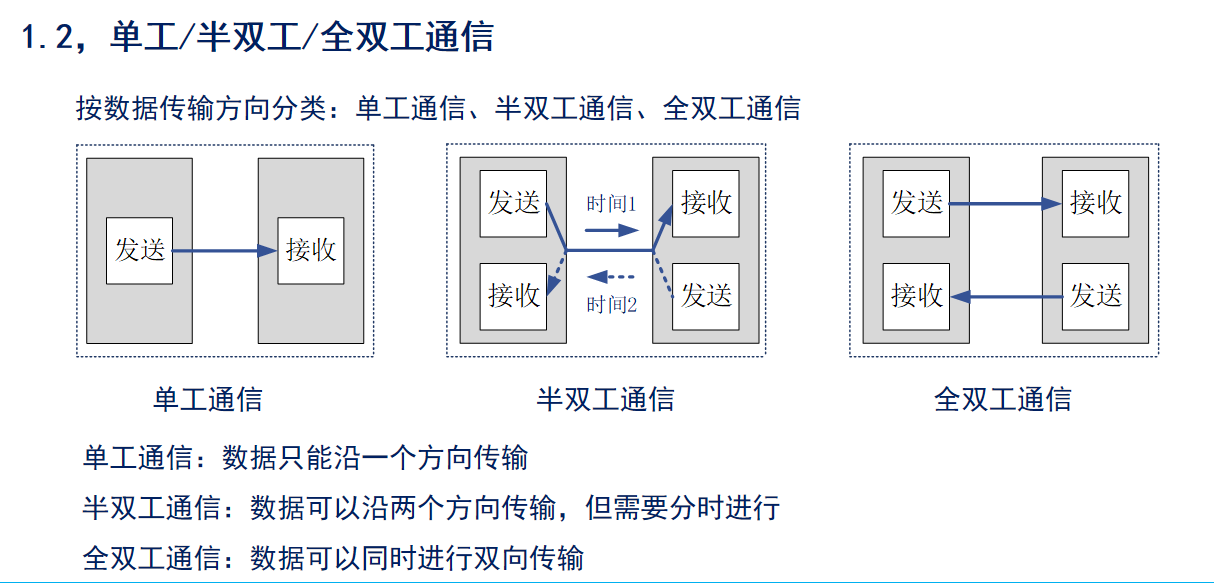 1.2，单工/半双工/全双工通信
按数据传输方向分类：单工通信、半双工通信、全双工通信
发送
接收
单工通信
发送
时间1
接收
接收
时间2
发送
半双工通信
发送
接收
接收
发送
全双工通信
单工通信：数据只能沿一个方向传输
半双工通信：数据可以沿两个方向传输，但需要分时进行
全双工通信：数据可以同时进行双向传输